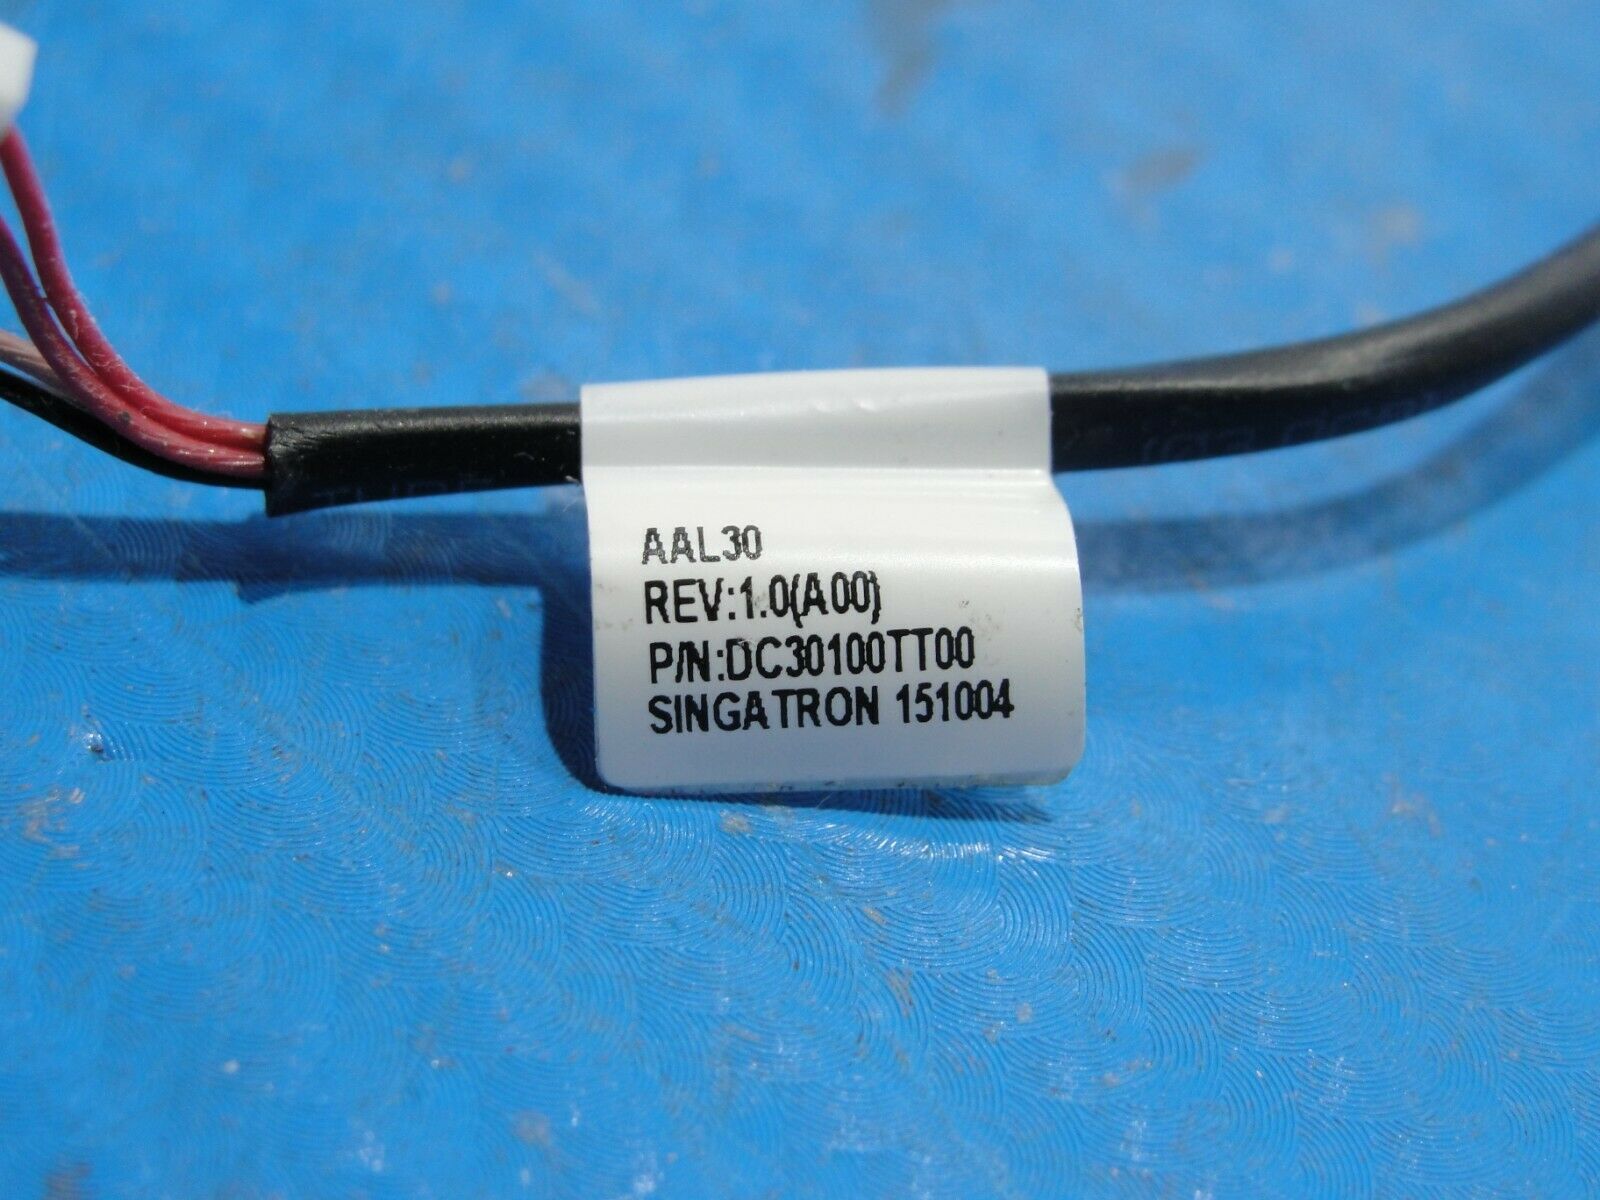 AAL30
REV:1.0(A00)
P/N:DC30100TT00
SINGATRON 151004